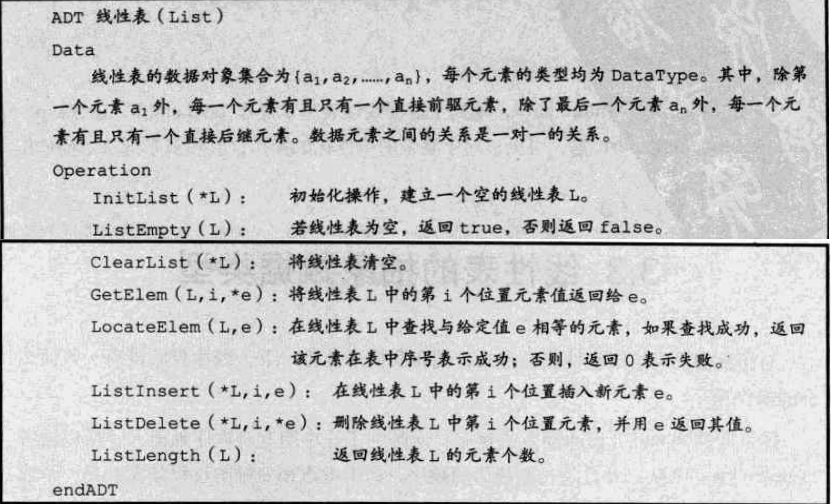 ADT 线性表(List)
Data
线性表的数据对象集合为{a₁,a₂,……,aₙ}, 每个元素的类型均为 DataType。其中, 除第
一个元素 a₁ 外, 每一个元素有且只有一个直接前驱元素, 除了最后一个元素 aₙ 外, 每一个元
素有且只有一个直接后继元素。数据元素之间的关系是一对一的关系。
Operation
InitList(*L): 初始化操作, 建立一个空的线性表 L。
ListEmpty(L): 若线性表为空, 返回 true, 否则返回 false。
ClearList(*L): 将线性表清空。
GetElem(L,i,*e): 将线性表 L 中的第 i 个位置元素值返回给 e。
LocateElem(L,e): 在线性表 L 中查找与给定值 e 相等的元素, 如果查找成功, 返回
该元素在表中序号表示成功; 否则, 返回 0 表示失败。
ListInsert(*L,i,e): 在线性表 L 中的第 i 个位置插入新元素 e。
ListDelete(*L,i,*e): 删除线性表 L 中第 i 个位置元素, 并用 e 返回其值。
ListLength(L): 返回线性表 L 的元素个数。
endADT